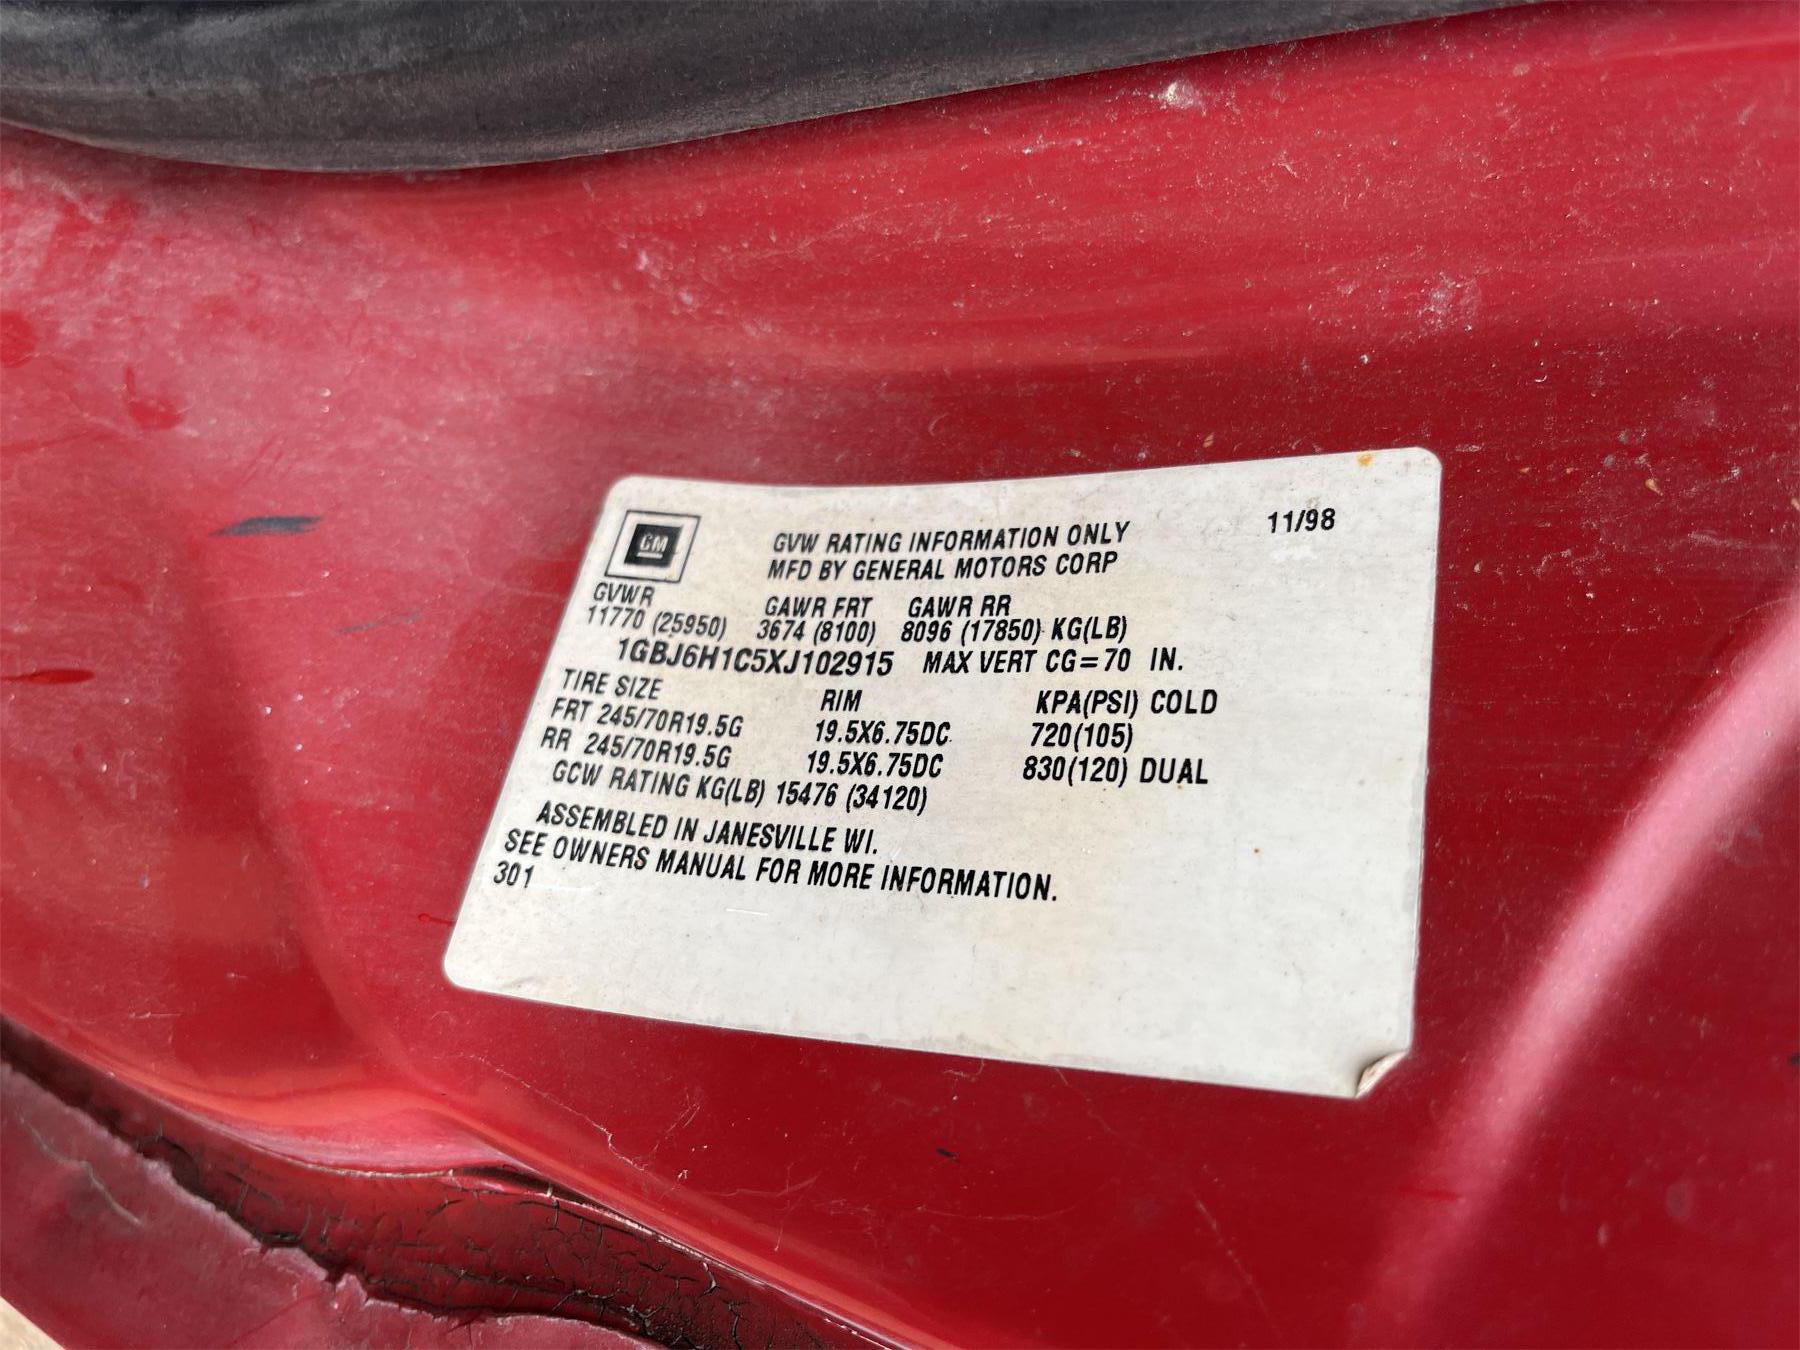 GM
GVW RATING INFORMATION ONLY 11/98
MFD BY GENERAL MOTORS CORP
GVWR GAWR FRT GAWR RR
11770 (25950) 3674 (8100) 8096 (17850) KG(LB)
1GBJ6H1C5XJ102915 MAX VERT CG=70 IN.
TIRE SIZE RIM KPA(PSI) COLD
FRT 245/70R19.5G 19.5X6.75DC 720(105)
RR 245/70R19.5G 19.5X6.75DC 830(120) DUAL
GCW RATING KG(LB) 15476 (34120)
ASSEMBLED IN JANESVILLE WI.
SEE OWNERS MANUAL FOR MORE INFORMATION.
301